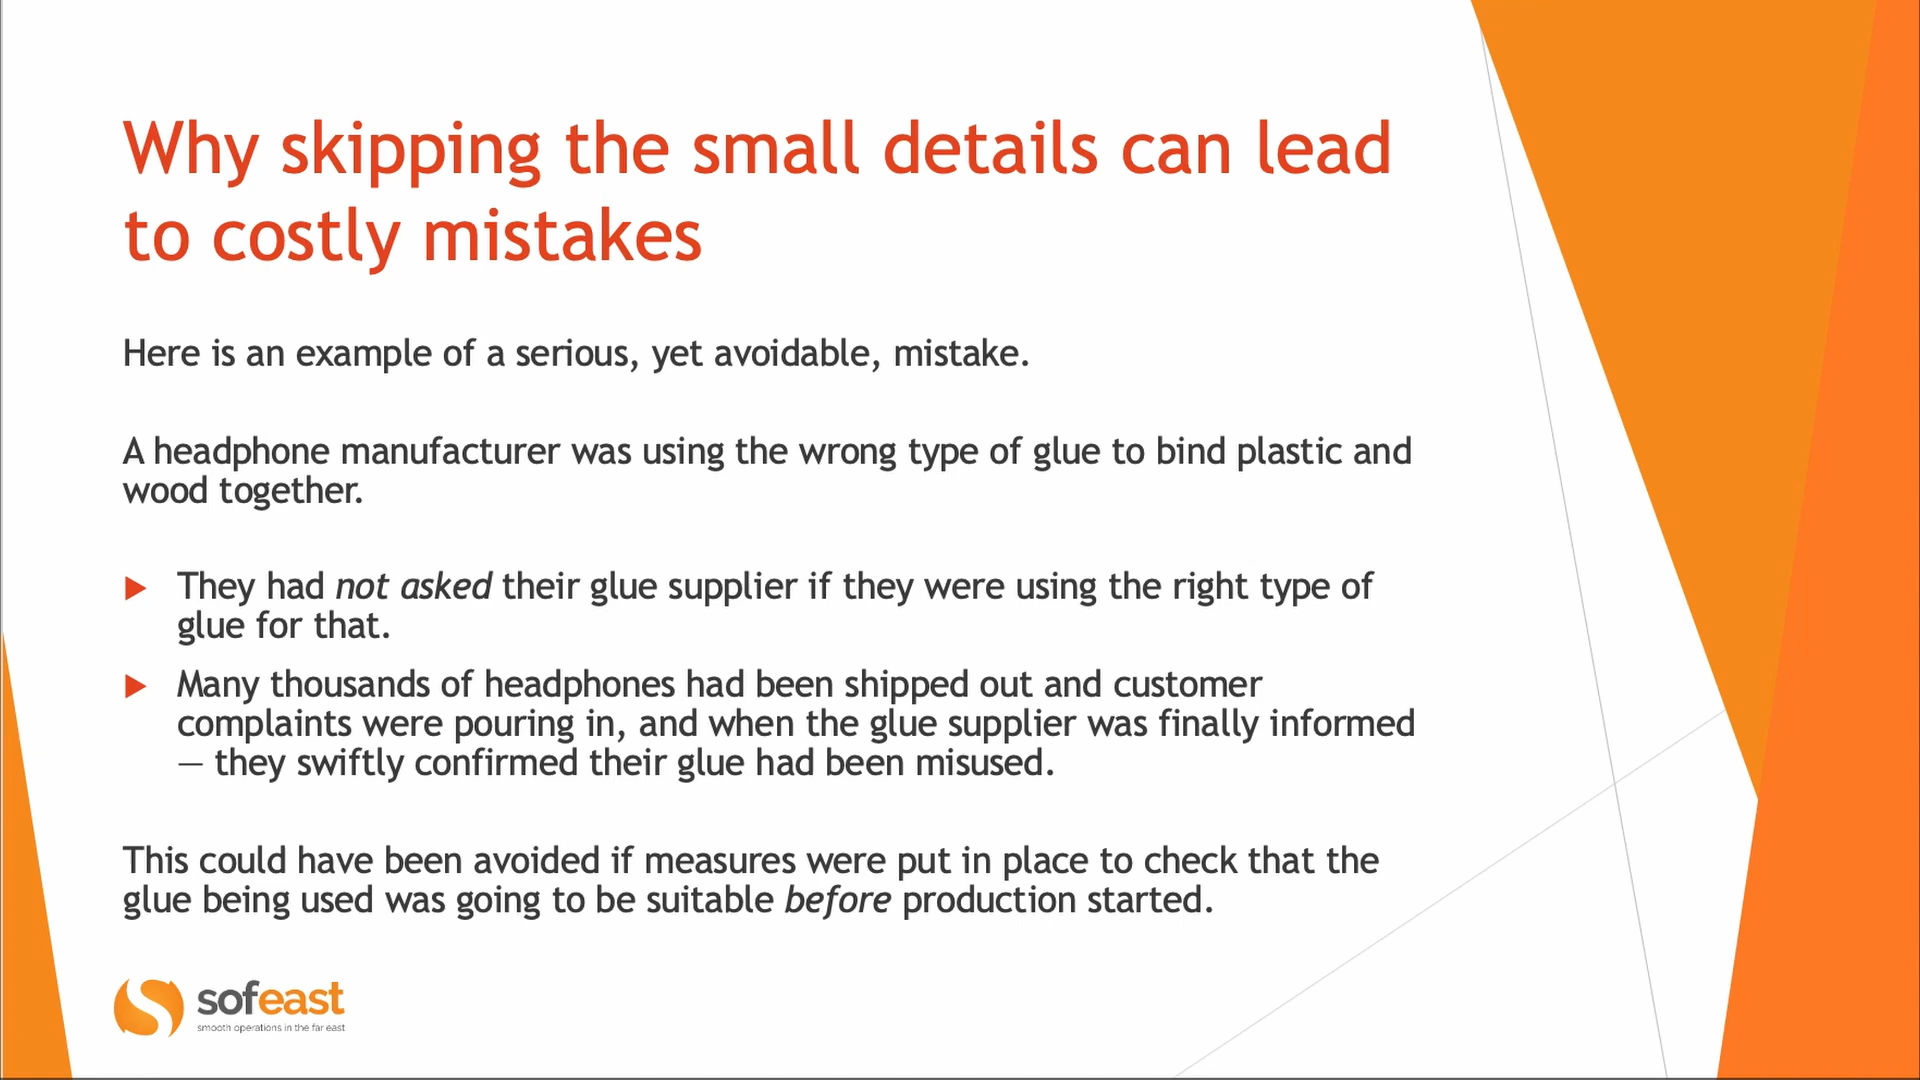 Why skipping the small details can lead
to costly mistakes
Here is an example of a serious, yet avoidable, mistake.
A headphone manufacturer was using the wrong type of glue to bind plastic and
wood together.
They had not asked their glue supplier if they were using the right type of
glue for that.
Many thousands of headphones had been shipped out and customer
complaints were pouring in, and when the glue supplier was finally informed
— they swiftly confirmed their glue had been misused.
This could have been avoided if measures were put in place to check that the
glue being used was going to be suitable before production started.
sofeast
smooth operations in the far east